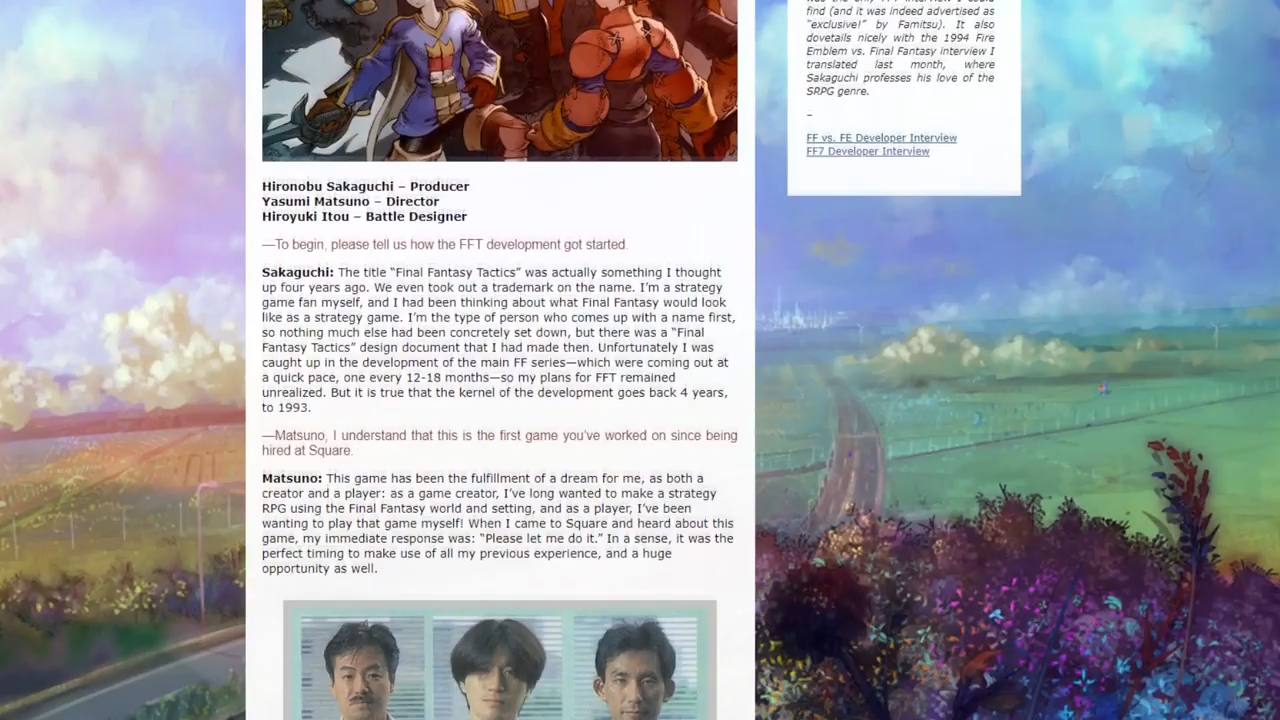 Hironobu Sakaguchi – Producer
Yasumi Matsuno – Director
Hiroyuki Itou – Battle Designer
—To begin, please tell us how the FFT development got started.
Sakaguchi: The title “Final Fantasy Tactics” was actually something I thought
up four years ago. We even took out a trademark on the name. I’m a strategy
game fan myself, and I had been thinking about what Final Fantasy would look
like as a strategy game. I’m the type of person who comes up with a name first,
so nothing much else had been concretely set down, but there was a “Final
Fantasy Tactics” design document that I had made then. Unfortunately I was
caught up in the development of the main FF series—which were coming out at
a quick pace, one every 12-18 months—so my plans for FFT remained
unrealized. But it is true that the kernel of the development goes back 4 years,
to 1993.
—Matsuno, I understand that this is the first game you’ve worked on since being
hired at Square.
Matsuno: This game has been the fulfillment of a dream for me, as both a
creator and a player: as a game creator, I’ve long wanted to make a strategy
RPG using the Final Fantasy world and setting, and as a player, I’ve been
wanting to play that game myself! When I came to Square and heard about this
game, my immediate response was: “Please let me do it.” In a sense, it was the
perfect timing to make use of all my previous experience, and a huge
opportunity as well.
find (and it was indeed advertised as
“exclusive!” by Famitsu). It also
dovetails nicely with the 1994 Fire
Emblem vs. Final Fantasy interview I
translated last month, where
Sakaguchi professes his love of the
SRPG genre.
–
FF vs. FE Developer Interview
FF7 Developer Interview